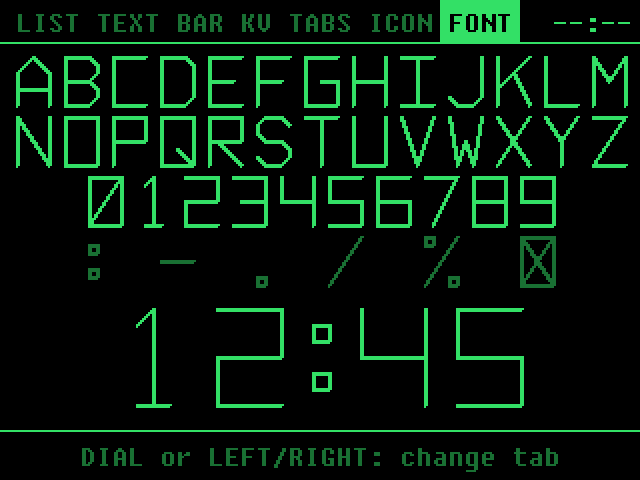 LIST TEXT BAR KV TABS ICON FONT --:--
ABCDEFGHIJKLM
NOPQRSTUVWXYZ
0123456789
: - . / %
12:45
DIAL or LEFT/RIGHT: change tab